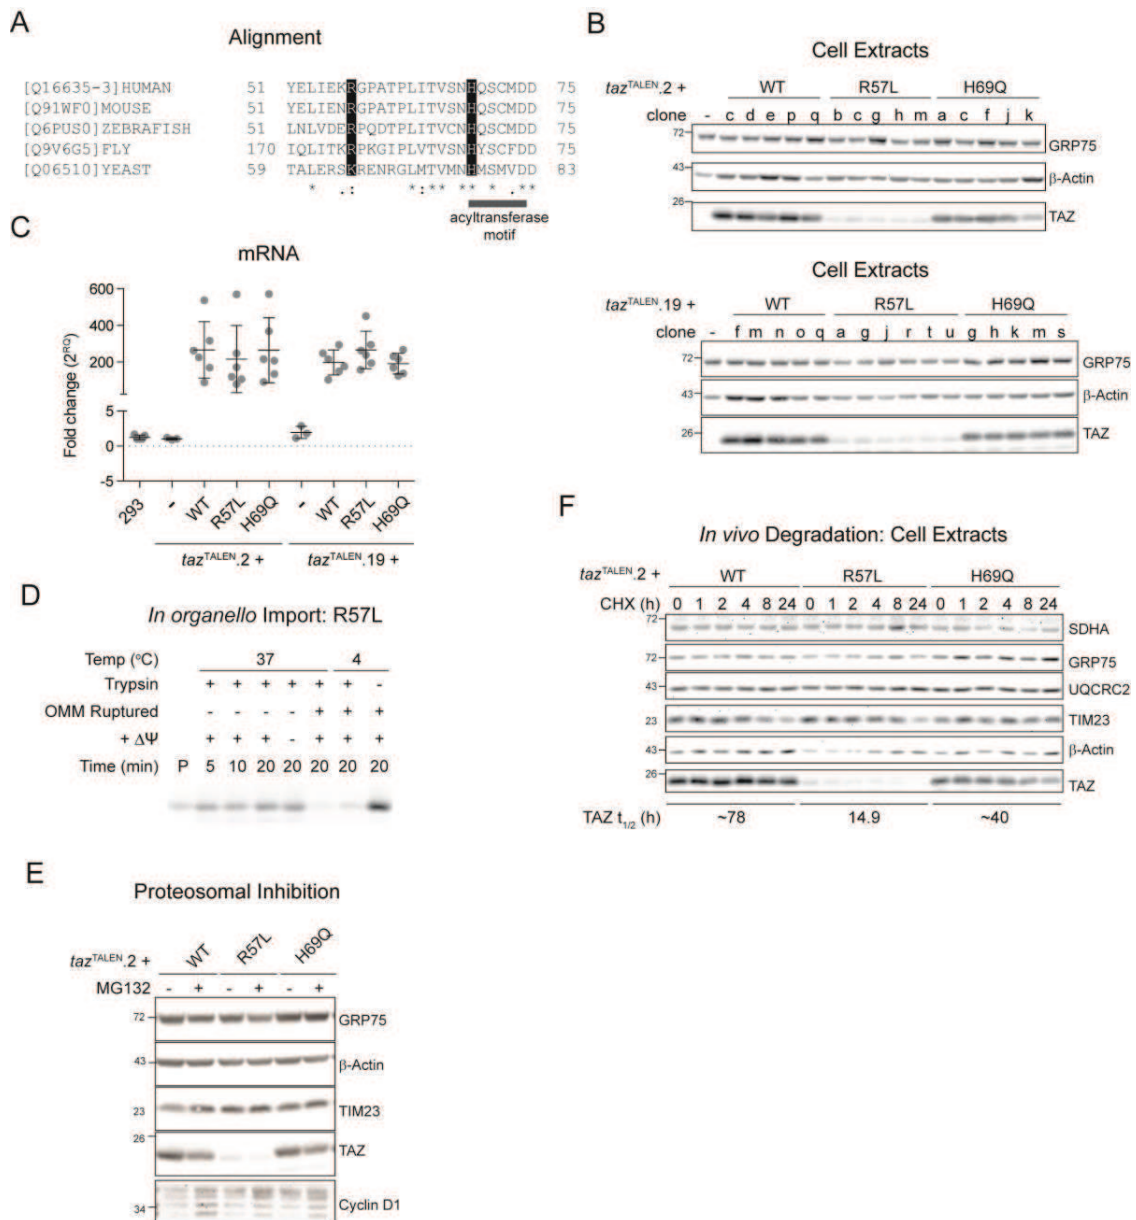 A
Alignment
[Q16635-3]HUMAN 51 YELIEKRGPATPLITVSNHQSCMDD 75
[Q91WF0]MOUSE 51 YELIENRGPATPLITVSNHQSCMDD 75
[Q6PUS0]ZEBRAFISH 51 LNLVDERPQDTPLITVCNHQSCMDD 75
[Q9V6G5]FLY 170 IQLITKRPKGIPLVTVSNHYSCFDD 175
[Q06510]YEAST 59 TALERSKRENRGLMTVMNHMSMVDD 83
* .: *:** ** * .**
acyltransferase
motif
B
Cell Extracts
taz^TALEN.2 + WT R57L H69Q
clone - c d e p q b c g h m a c f j k
72 GRP75
43 β-Actin
26 TAZ
Cell Extracts
taz^TALEN.19 + WT R57L H69Q
clone - f m n o q a g j r t u g h k m s
72 GRP75
43 β-Actin
26 TAZ
C
mRNA
Fold change (2^RQ)
600
400
200
5
0
-5
293 - WT R57L H69Q - WT R57L H69Q
taz^TALEN.2 + taz^TALEN.19 +
D
In organello Import: R57L
Temp (°C) 37 4
Trypsin + + + + + + -
OMM Ruptured - - - - + + +
+ ΔΨ + + + - + + +
Time (min) P 5 10 20 20 20 20 20
E
Proteosomal Inhibition
taz^TALEN.2 + WT R57L H69Q
MG132 - + - + - +
72 GRP75
43 β-Actin
23 TIM23
26 TAZ
34 Cyclin D1
F
In vivo Degradation: Cell Extracts
taz^TALEN.2 + WT R57L H69Q
CHX (h) 0 1 2 4 8 24 0 1 2 4 8 24 0 1 2 4 8 24
72 SDHA
72 GRP75
43 UQCRC2
23 TIM23
43 β-Actin
26 TAZ
TAZ t1/2 (h) ~78 14.9 ~40